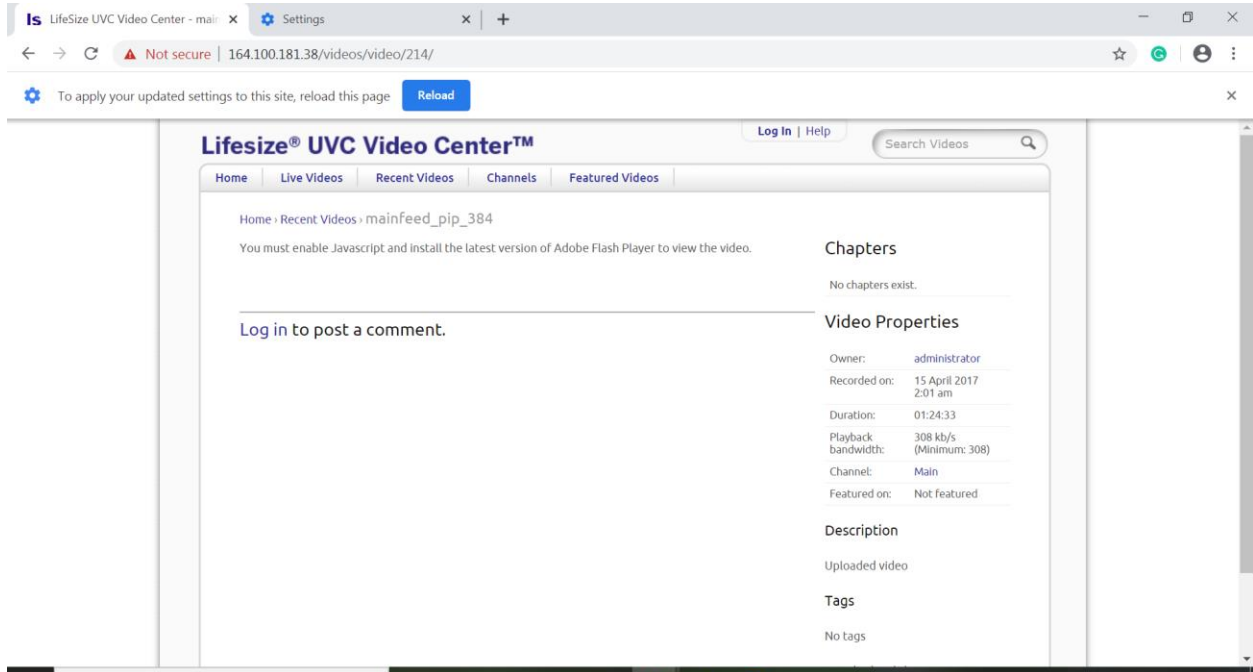 ls LifeSize UVC Video Center - main
Settings
Not secure | 164.100.181.38/videos/video/214/
To apply your updated settings to this site, reload this page Reload
Lifesize® UVC Video Center™
Log In | Help
Search Videos
Home Live Videos Recent Videos Channels Featured Videos
Home › Recent Videos › mainfeed_pip_384
You must enable Javascript and install the latest version of Adobe Flash Player to view the video.
Log in to post a comment.
Chapters
No chapters exist.
Video Properties
Owner: administrator
Recorded on: 15 April 2017
2:01 am
Duration: 01:24:33
Playback 308 kb/s
bandwidth: (Minimum: 308)
Channel: Main
Featured on: Not featured
Description
Uploaded video
Tags
No tags